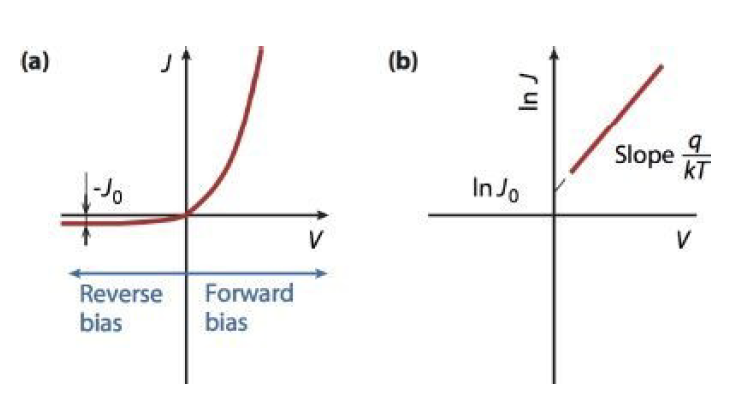 (a)
J
-J₀
V
Reverse
bias
Forward
bias
(b)
ln J
Slope q/kT
ln J₀
V